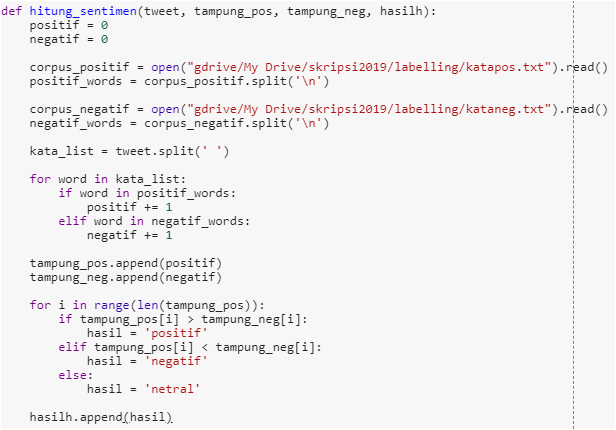 def hitung_sentimen(tweet, tampung_pos, tampung_neg, hasilh):
    positif = 0
    negatif = 0

    corpus_positif = open("gdrive/My Drive/skripsi2019/labelling/katapos.txt").read()
    positif_words = corpus_positif.split('\n')

    corpus_negatif = open("gdrive/My Drive/skripsi2019/labelling/kataneg.txt").read()
    negatif_words = corpus_negatif.split('\n')

    kata_list = tweet.split(' ')

    for word in kata_list:
        if word in positif_words:
            positif += 1
        elif word in negatif_words:
            negatif += 1

    tampung_pos.append(positif)
    tampung_neg.append(negatif)

    for i in range(len(tampung_pos)):
        if tampung_pos[i] > tampung_neg[i]:
            hasil = 'positif'
        elif tampung_pos[i] < tampung_neg[i]:
            hasil = 'negatif'
        else:
            hasil = 'netral'

    hasilh.append(hasil)